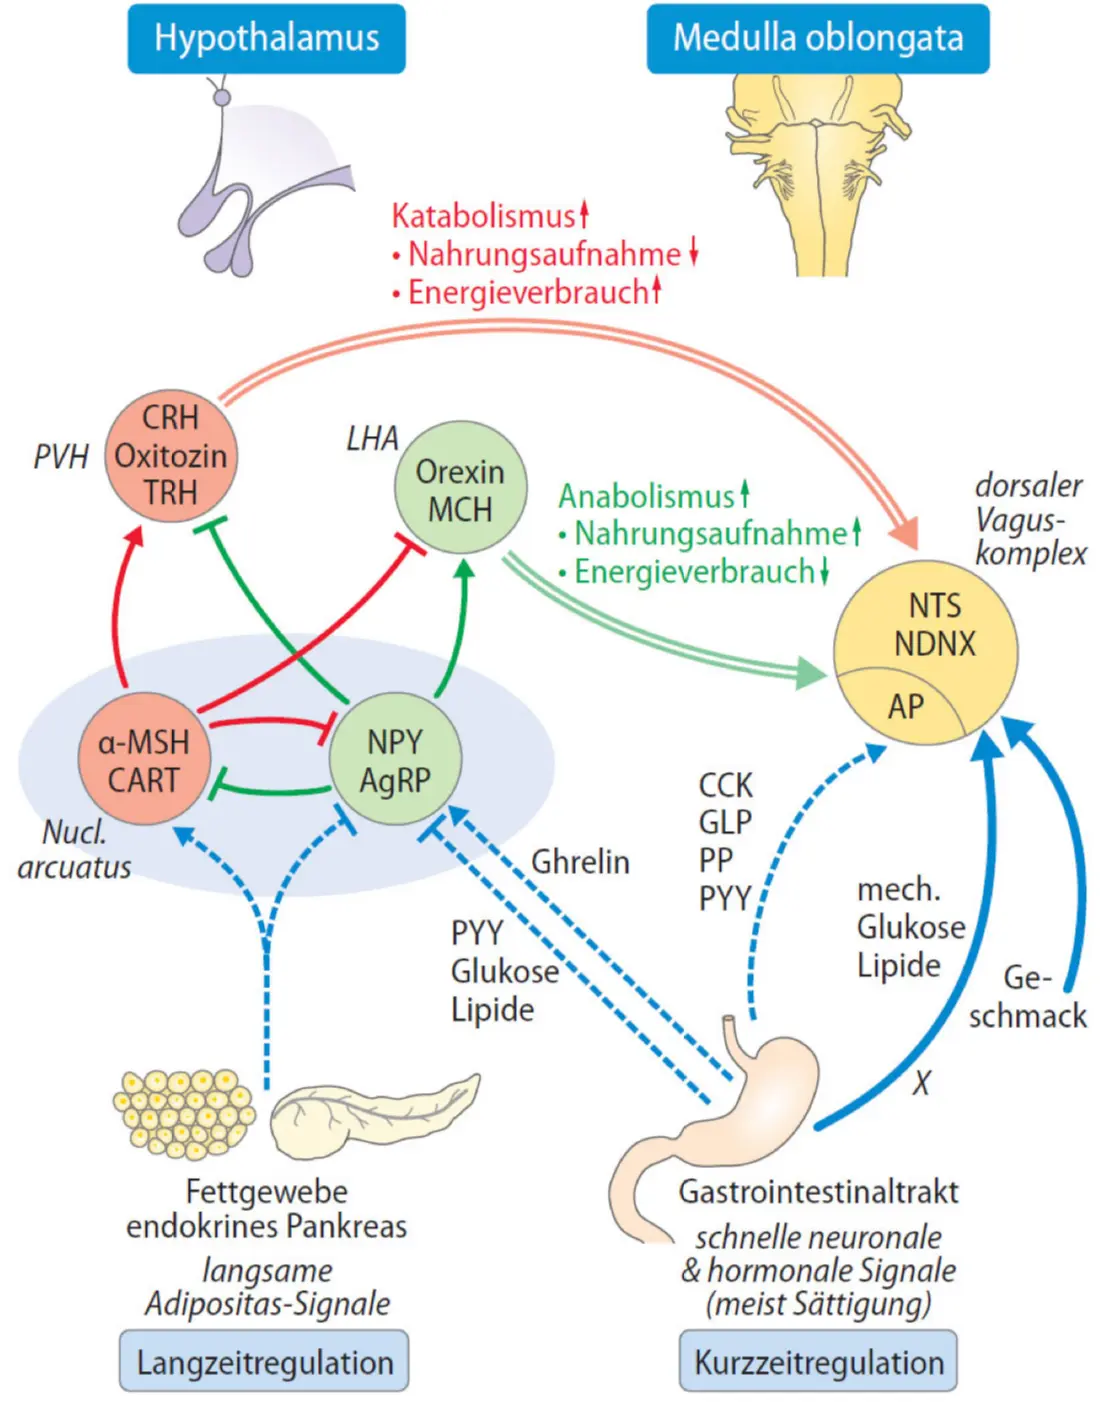 Hypothalamus
Medulla oblongata
Katabolismus
• Nahrungsaufnahme
• Energieverbrauch
PVH
CRH
Oxitozin
TRH
LHA
Orexin
MCH
Anabolismus
• Nahrungsaufnahme
• Energieverbrauch
dorsaler
Vagus-
komplex
NTS
NDNX
AP
α-MSH
CART
NPY
AgRP
Nucl.
arcuatus
Ghrelin
PYY
Glukose
Lipide
CCK
GLP
PP
PYY
mech.
Glukose
Lipide
Ge-
schmack
X
Fettgewebe
endokrines Pankreas
langsame
Adipositas-Signale
Langzeitregulation
Gastrointestinaltrakt
schnelle neuronale
& hormonale Signale
(meist Sättigung)
Kurzzeitregulation